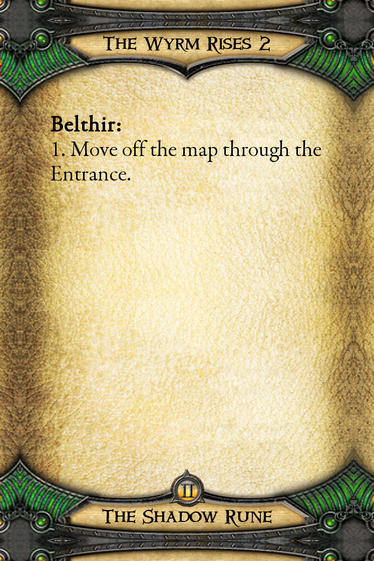 The Wyrm Rises 2
Belthir:
1. Move off the map through the
Entrance.
II
The Shadow Rune